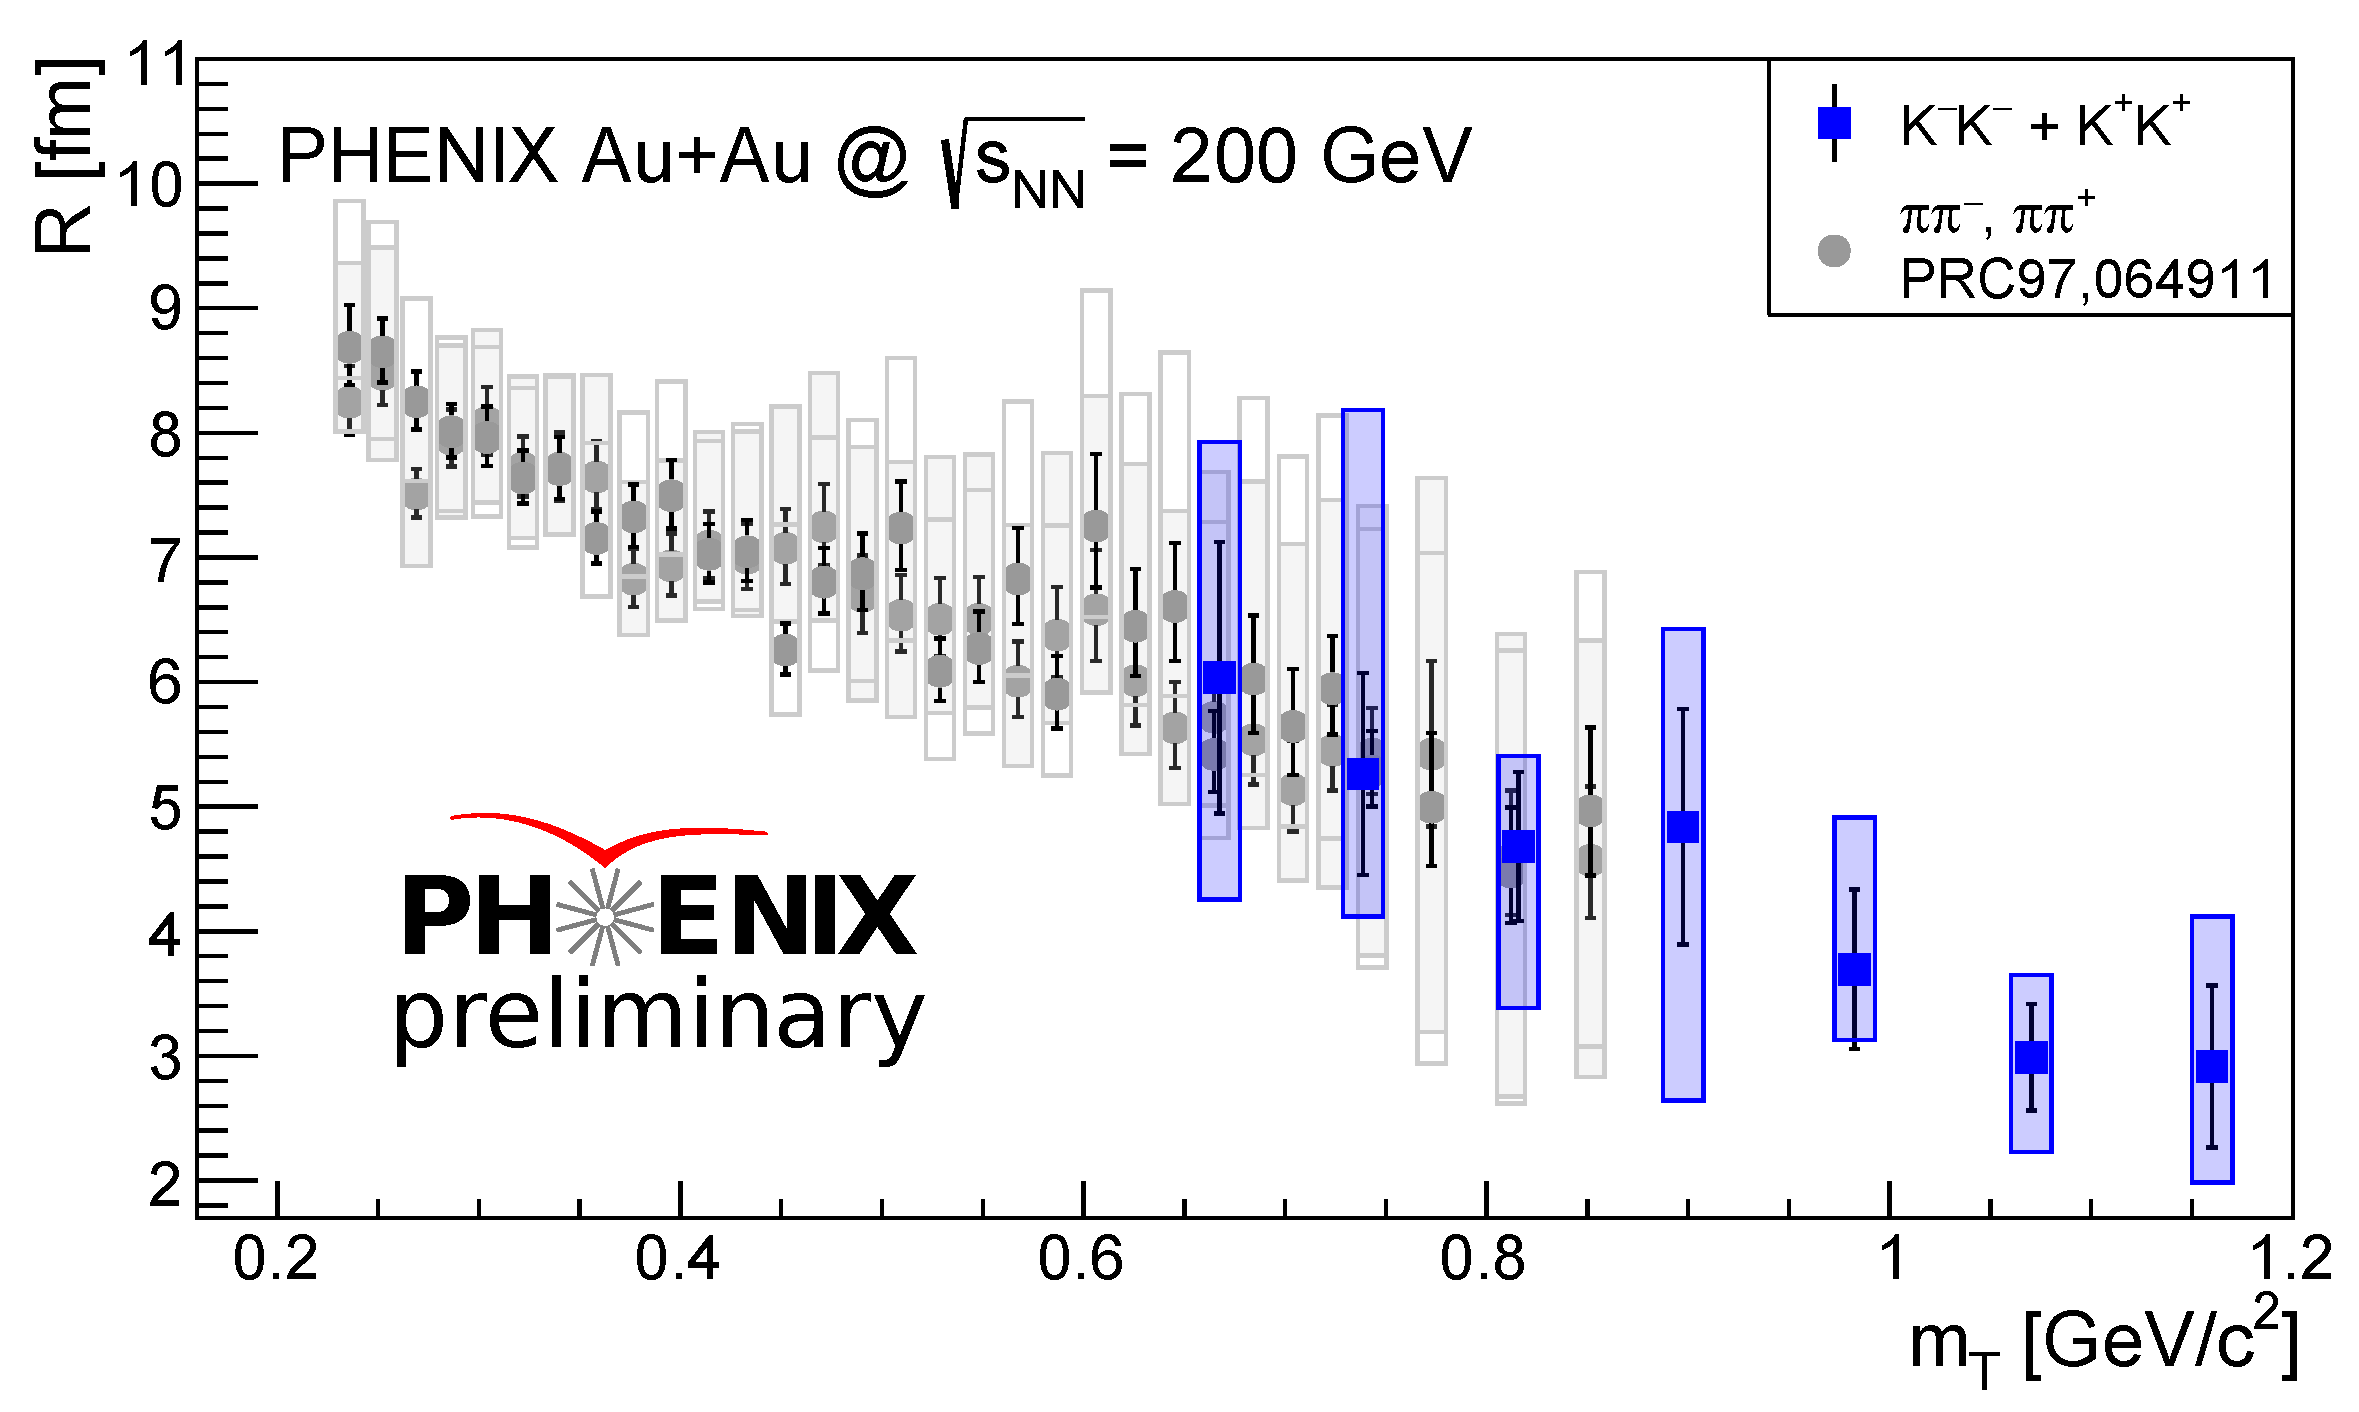 R [fm]
11
10
9
8
7
6
5
4
3
2
PHENIX Au+Au @ √sNN = 200 GeV
K⁻K⁻ + K⁺K⁺
ππ⁻, ππ⁺
PRC97,064911
PHENIX
preliminary
0.2 0.4 0.6 0.8 1 1.2
mT [GeV/c²]